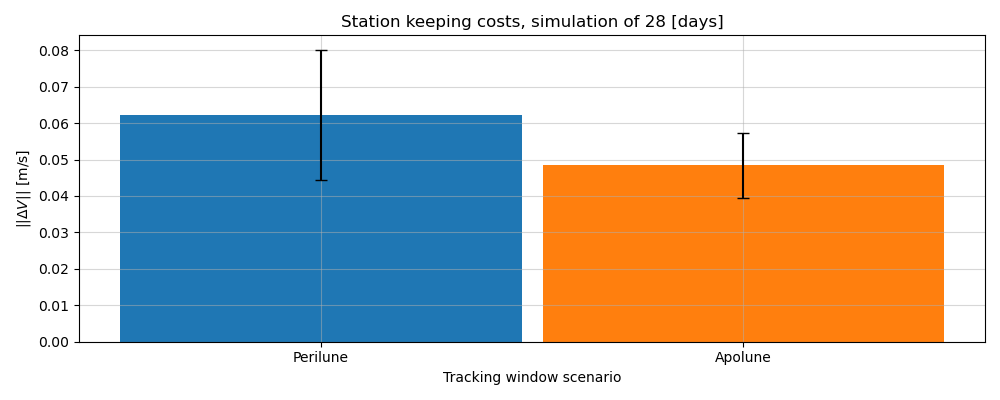 Station keeping costs, simulation of 28 [days]
||ΔV|| [m/s]
0.08
0.07
0.06
0.05
0.04
0.03
0.02
0.01
0.00
Perilune
Apolune
Tracking window scenario